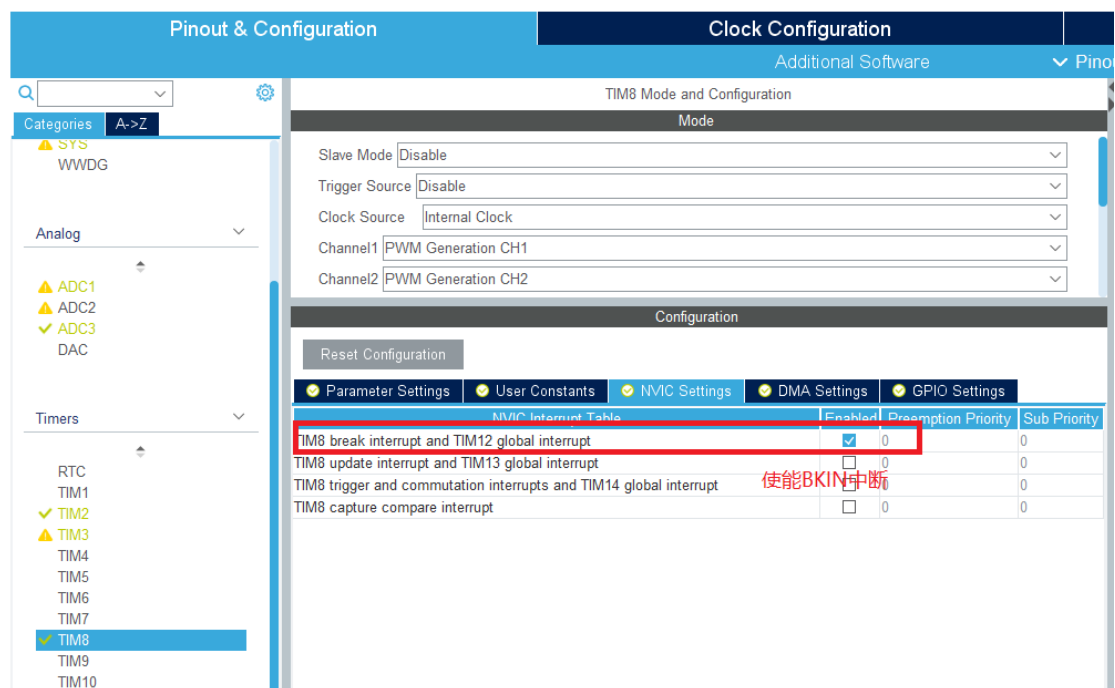 Pinout & Configuration
Clock Configuration
Additional Software
Pino
TIM8 Mode and Configuration
Categories
A->Z
Mode
SYS
WWDG
Slave Mode Disable
Trigger Source Disable
Clock Source Internal Clock
Channel1 PWM Generation CH1
Channel2 PWM Generation CH2
Analog
ADC1
ADC2
ADC3
DAC
Configuration
Reset Configuration
Parameter Settings
User Constants
NVIC Settings
DMA Settings
GPIO Settings
NVIC Interrupt Table Enabled Preemption Priority Sub Priority
TIM8 break interrupt and TIM12 global interrupt 0 0
TIM8 update interrupt and TIM13 global interrupt 0 0
TIM8 trigger and commutation interrupts and TIM14 global interrupt 0 0
TIM8 capture compare interrupt 0 0
使能BKIN中断
Timers
RTC
TIM1
TIM2
TIM3
TIM4
TIM5
TIM6
TIM7
TIM8
TIM9
TIM10